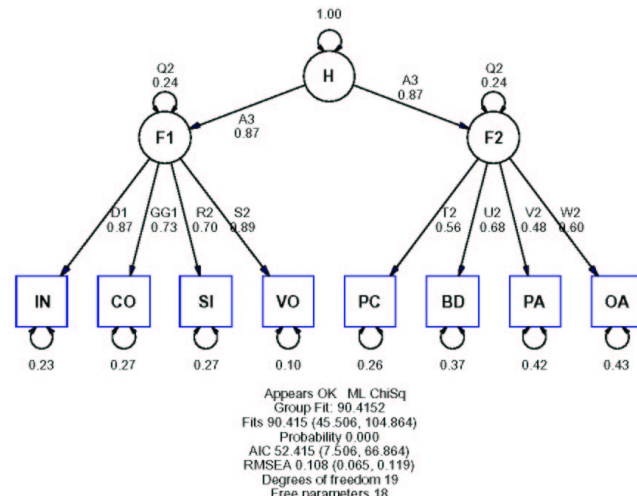 1.00
H
Q2
0.24
Q2
0.24
A3
0.87
A3
0.87
F1
F2
D1
0.87
GG1
0.73
R2
0.70
S2
0.89
T2
0.56
U2
0.68
V2
0.48
W2
0.60
IN
CO
SI
VO
PC
BD
PA
OA
0.23
0.27
0.27
0.10
0.26
0.37
0.42
0.43
Appears OK ML ChiSq
Group Fit: 90.4152
Fits 90.415 (45.506, 104.864)
Probability 0.000
AIC 52.415 (7.506, 66.864)
RMSEA 0.108 (0.065, 0.119)
Degrees of freedom 19
Free parameters 18